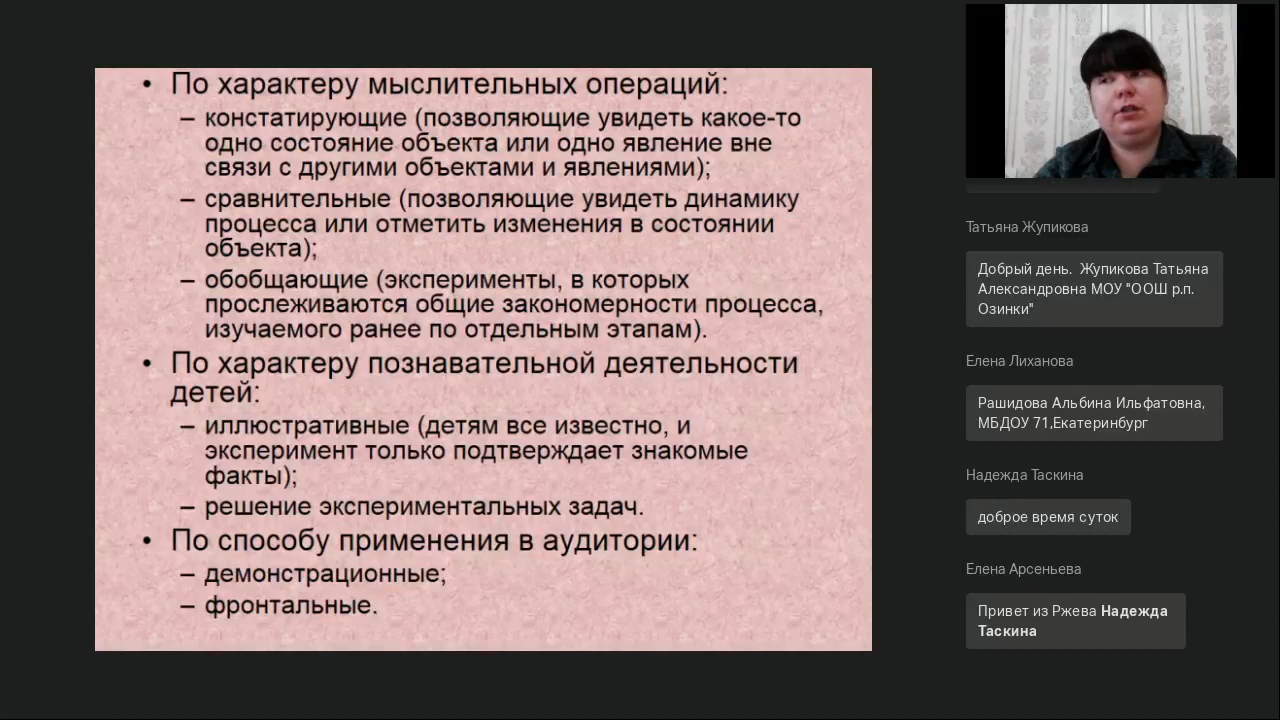 • По характеру мыслительных операций:
– констатирующие (позволяющие увидеть какое-то
одно состояние объекта или одно явление вне
связи с другими объектами и явлениями);
– сравнительные (позволяющие увидеть динамику
процесса или отметить изменения в состоянии
объекта);
– обобщающие (эксперименты, в которых
прослеживаются общие закономерности процесса,
изучаемого ранее по отдельным этапам).
• По характеру познавательной деятельности
детей:
– иллюстративные (детям все известно, и
эксперимент только подтверждает знакомые
факты);
– решение экспериментальных задач.
• По способу применения в аудитории:
– демонстрационные;
– фронтальные.
Татьяна Жупикова
Добрый день. Жупикова Татьяна
Александровна МОУ "ООШ р.п.
Озинки"
Елена Лиханова
Рашидова Альбина Ильфатовна,
МБДОУ 71,Екатеринбург
Надежда Таскина
доброе время суток
Елена Арсеньева
Привет из Ржева Надежда
Таскина